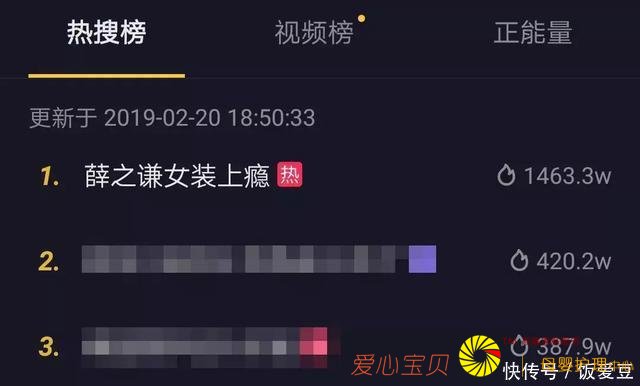 热搜榜 视频榜 正能量
更新于 2019-02-20 18:50:33
1. 薛之谦女装上瘾 热 1463.3w
2. 420.2w
3. 387.9w
爱心宝贝 母婴护理中心
快传号 / 饭爱豆